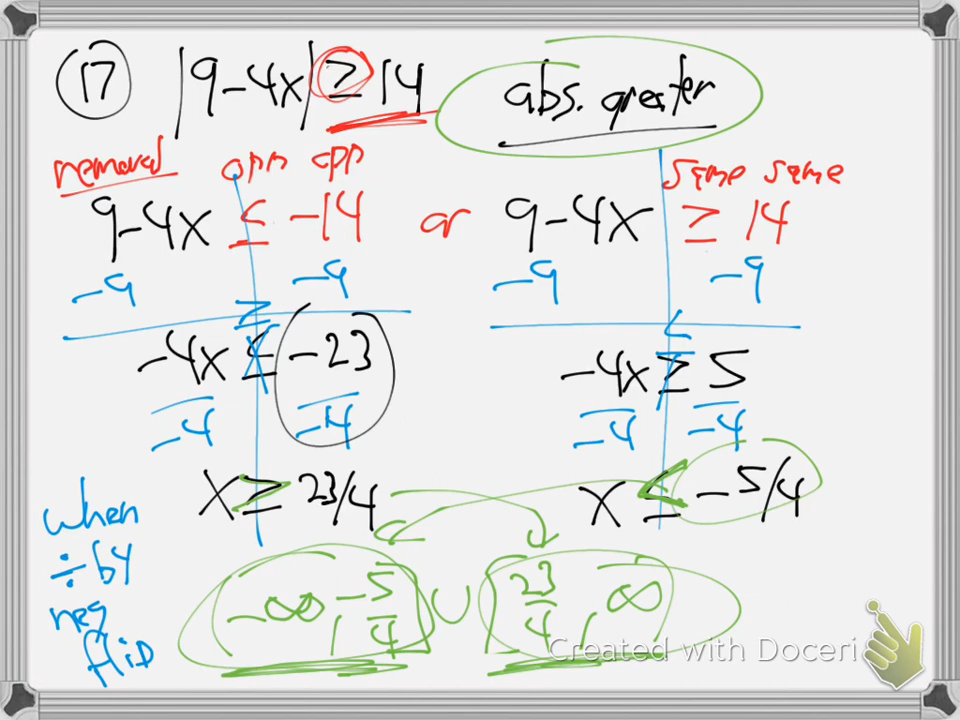 17 |9-4x| ≥ 14 abs. greater
removed opp opp same same
9-4x ≤ -14 or 9-4x ≥ 14
-9 -9 -9 -9
≥ ≤
-4x ≤ -23 -4x ≥ 5
-4 -4 -4 -4
x ≥ 23/4 x ≤ -5/4
when
÷ by
neg
flip
-∞, -5/4] ∪ [23/4, ∞
Created with Doceri